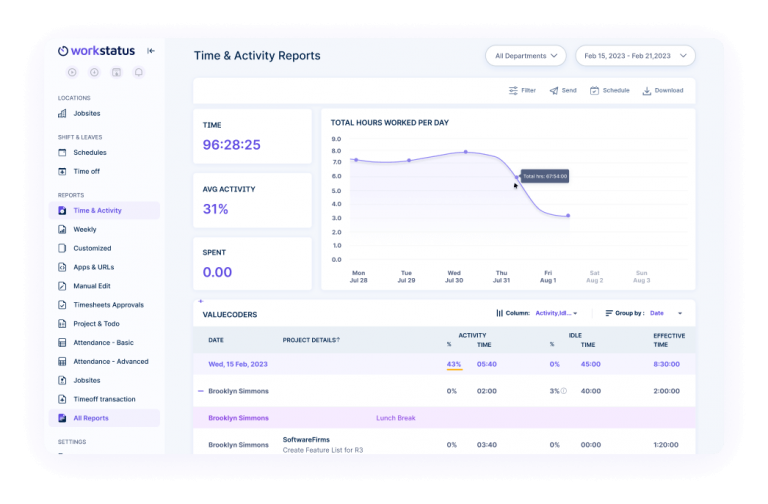 workstatus
Time & Activity Reports
All Departments
Feb 15, 2023 - Feb 21,2023
LOCATIONS
Jobsites
SHIFT & LEAVES
Schedules
Time off
REPORTS
Time & Activity
Weekly
Customized
Apps & URLs
Manual Edit
Timesheets Approvals
Project & Todo
Attendance - Basic
Attendance - Advanced
Jobsites
Timeoff transaction
All Reports
SETTINGS
Filter
Send
Schedule
Download
TIME
96:28:25
AVG ACTIVITY
31%
SPENT
0.00
TOTAL HOURS WORKED PER DAY
9.0
8.0
7.0
6.0
5.0
4.0
3.0
2.0
1.0
0.0
Total hrs: 67:54:00
Mon Tue Wed Thu Fri Sat Sun
Jul 28 Jul 29 Jul 30 Jul 31 Aug 1 Aug 2 Aug 3
+
VALUECODERS
Column: Activity,Idl...
Group by : Date
ACTIVITY IDLE EFFECTIVE
DATE PROJECT DETAILS? % TIME % TIME TIME
Wed, 15 Feb, 2023 43% 05:40 0% 45:00 8:30:00
Brooklyn Simmons 0% 02:00 3% 40:00 2:00:00
Brooklyn Simmons Lunch Break
Brooklyn Simmons SoftwareFirms 0% 03:40 0% 00:00 1:20:00
Create Feature List for R3